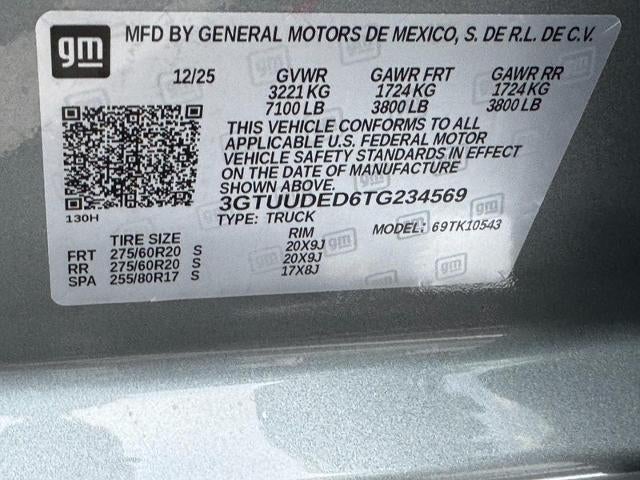 gm
MFD BY GENERAL MOTORS DE MEXICO, S. DE R.L. DE C.V.
12/25 GVWR GAWR FRT GAWR RR
3221 KG 1724 KG 1724 KG
7100 LB 3800 LB 3800 LB
THIS VEHICLE CONFORMS TO ALL
APPLICABLE U.S. FEDERAL MOTOR
VEHICLE SAFETY STANDARDS IN EFFECT
ON THE DATE OF MANUFACTURE
SHOWN ABOVE.
130H
3GTUUDED6TG234569
TYPE: TRUCK MODEL: 69TK10543
TIRE SIZE RIM
FRT 275/60R20 S 20X9J
RR 275/60R20 S 20X9J
SPA 255/80R17 S 17X8J